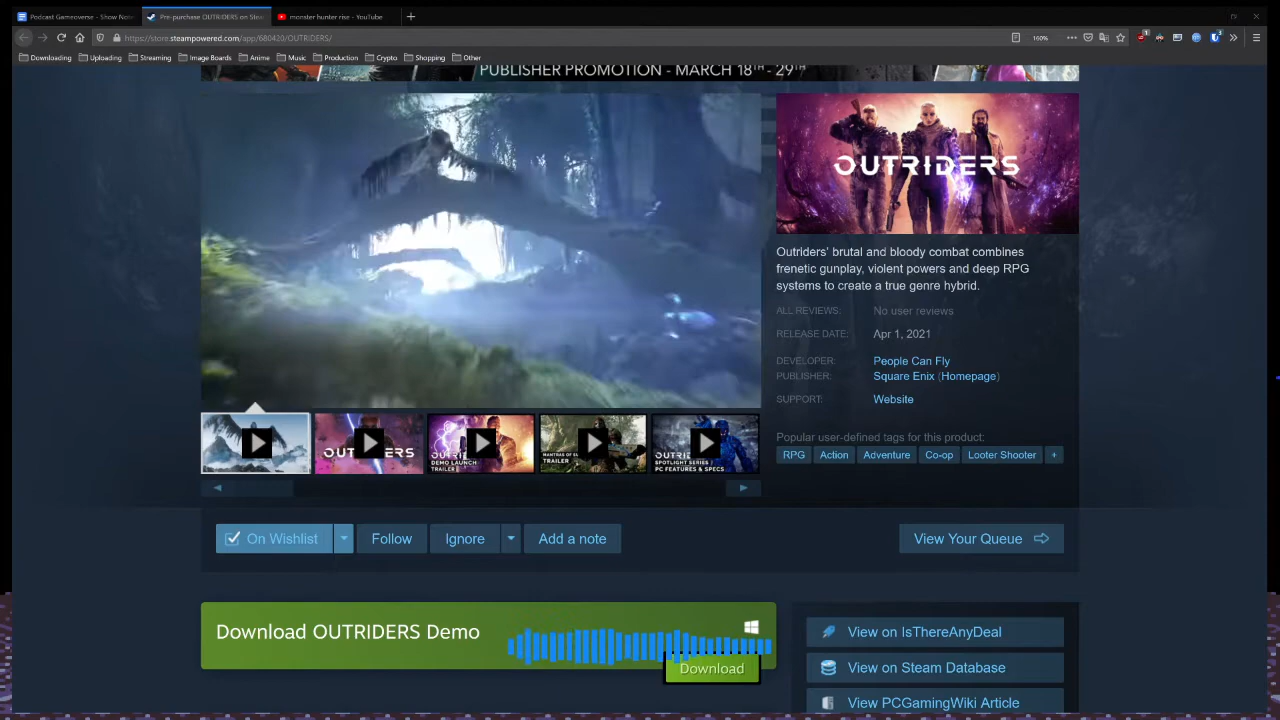 Podcast Gameoverse – Show Note
Pre-purchase OUTRIDERS on Stea
monster hunter rise - YouTube
https://store.steampowered.com/app/680420/OUTRIDERS/
160%
Downloading
Uploading
Streaming
Image Boards
Anime
Music
Production
Crypto
Shopping
Other
PUBLISHER PROMOTION - MARCH 18TH - 29TH
OUTRIDERS
Outriders' brutal and bloody combat combines
frenetic gunplay, violent powers and deep RPG
systems to create a true genre hybrid.
ALL REVIEWS: No user reviews
RELEASE DATE: Apr 1, 2021
DEVELOPER: People Can Fly
PUBLISHER: Square Enix (Homepage)
SUPPORT: Website
Popular user-defined tags for this product:
RPG Action Adventure Co-op Looter Shooter +
OUTRIDERS
OUTRIDERS
DEMO LAUNCH
TRAILER
TRAILER
OUTRIDERS
SPOTLIGHT SERIES
PC FEATURES & SPECS
On Wishlist
Follow
Ignore
Add a note
View Your Queue
Download OUTRIDERS Demo
Download
View on IsThereAnyDeal
View on Steam Database
View PCGamingWiki Article